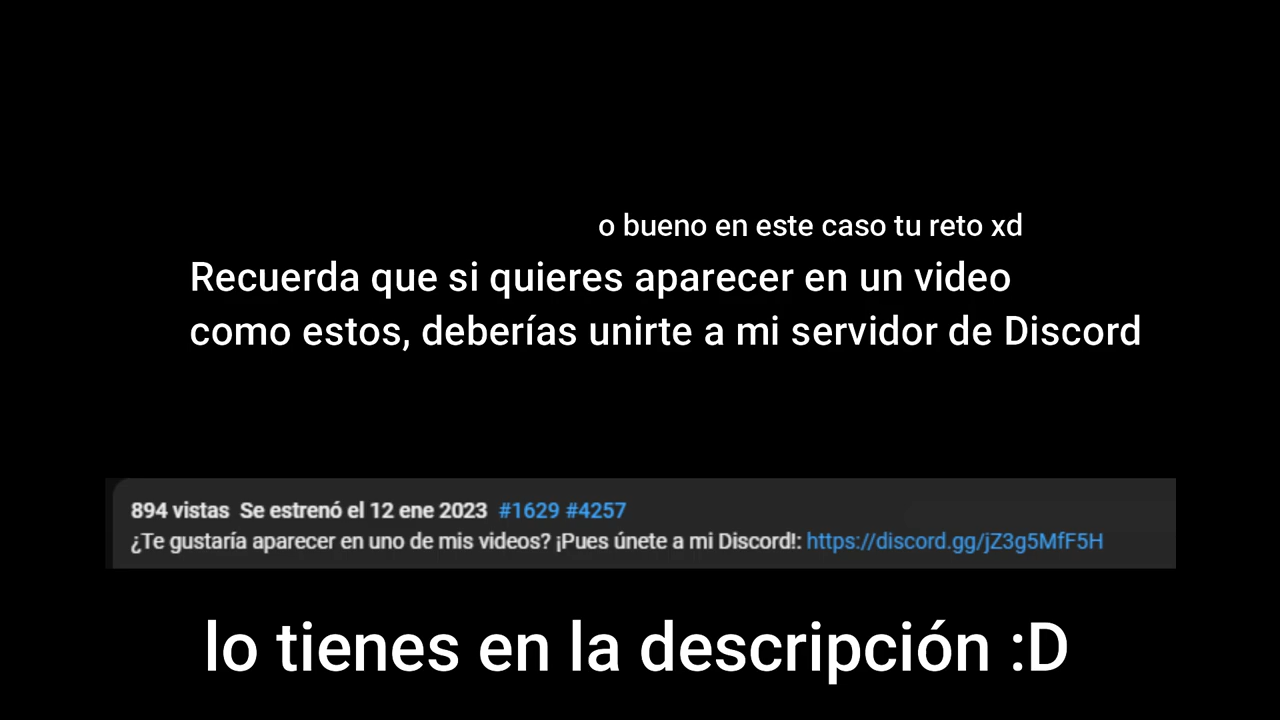 o bueno en este caso tu reto xd
Recuerda que si quieres aparecer en un video
como estos, deberías unirte a mi servidor de Discord
894 vistas Se estrenó el 12 ene 2023 #1629 #4257
¿Te gustaría aparecer en uno de mis videos? ¡Pues únete a mi Discord!: https://discord.gg/jZ3g5MfF5H
lo tienes en la descripción :D